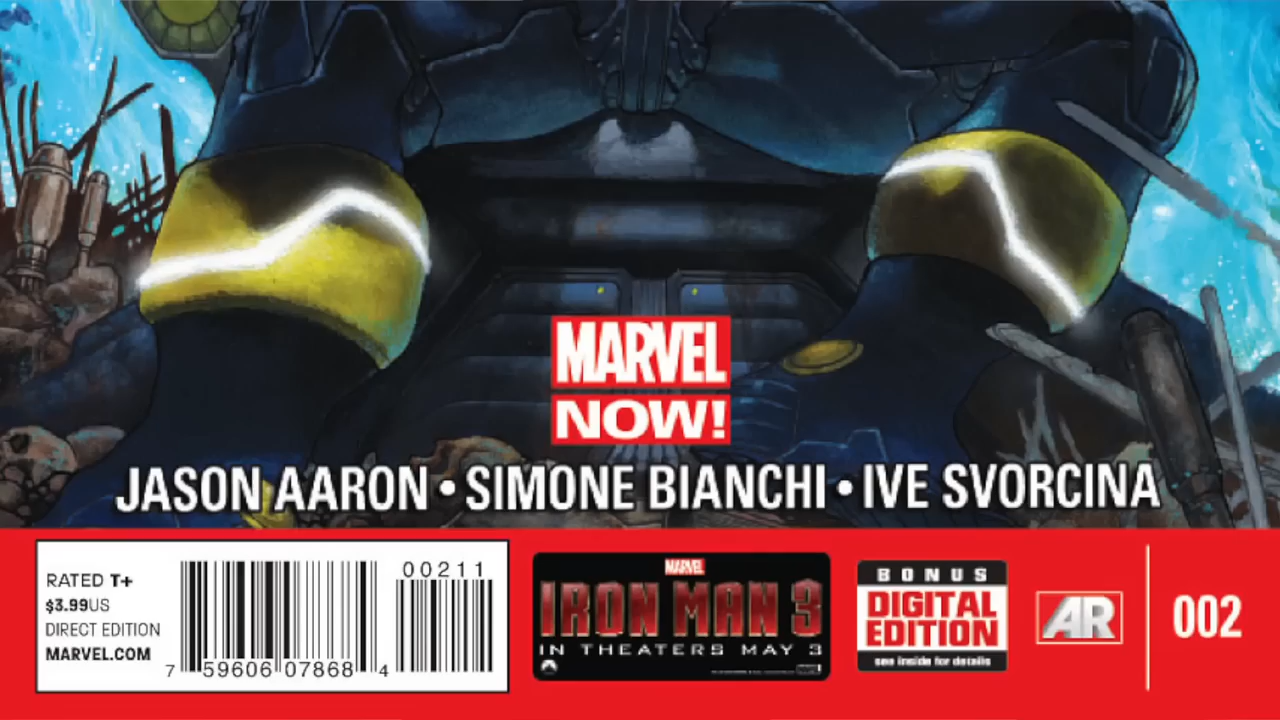 MARVEL
NOW!
JASON AARON • SIMONE BIANCHI • IVE SVORCINA
RATED T+
$3.99US
DIRECT EDITION
MARVEL.COM
00211
7 59606 07868 4
MARVEL
IRON MAN 3
IN THEATERS MAY 3
BONUS
DIGITAL
EDITION
see inside for details
AR
002